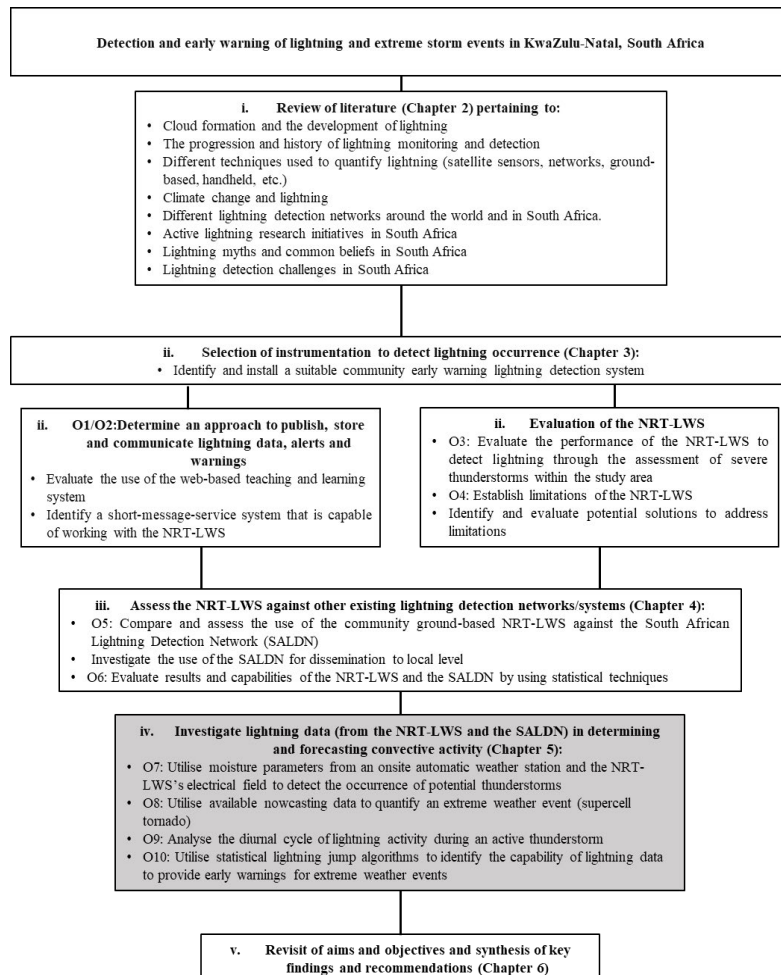 Detection and early warning of lightning and extreme storm events in KwaZulu-Natal, South Africa
i. Review of literature (Chapter 2) pertaining to:
• Cloud formation and the development of lightning
• The progression and history of lightning monitoring and detection
• Different techniques used to quantify lightning (satellite sensors, networks, ground-
based, handheld, etc.)
• Climate change and lightning
• Different lightning detection networks around the world and in South Africa.
• Active lightning research initiatives in South Africa
• Lightning myths and common beliefs in South Africa
• Lightning detection challenges in South Africa
ii. Selection of instrumentation to detect lightning occurrence (Chapter 3):
• Identify and install a suitable community early warning lightning detection system
ii. O1/O2:Determine an approach to publish, store
and communicate lightning data, alerts and
warnings
• Evaluate the use of the web-based teaching and learning
system
• Identify a short-message-service system that is capable
of working with the NRT-LWS
ii. Evaluation of the NRT-LWS
• O3: Evaluate the performance of the NRT-LWS to
detect lightning through the assessment of severe
thunderstorms within the study area
• O4: Establish limitations of the NRT-LWS
• Identify and evaluate potential solutions to address
limitations
iii. Assess the NRT-LWS against other existing lightning detection networks/systems (Chapter 4):
• O5: Compare and assess the use of the community ground-based NRT-LWS against the South African
Lightning Detection Network (SALDN)
• Investigate the use of the SALDN for dissemination to local level
• O6: Evaluate results and capabilities of the NRT-LWS and the SALDN by using statistical techniques
iv. Investigate lightning data (from the NRT-LWS and the SALDN) in determining
and forecasting convective activity (Chapter 5):
• O7: Utilise moisture parameters from an onsite automatic weather station and the NRT-
LWS's electrical field to detect the occurrence of potential thunderstorms
• O8: Utilise available nowcasting data to quantify an extreme weather event (supercell
tornado)
• O9: Analyse the diurnal cycle of lightning activity during an active thunderstorm
• O10: Utilise statistical lightning jump algorithms to identify the capability of lightning data
to provide early warnings for extreme weather events
v. Revisit of aims and objectives and synthesis of key
findings and recommendations (Chapter 6)